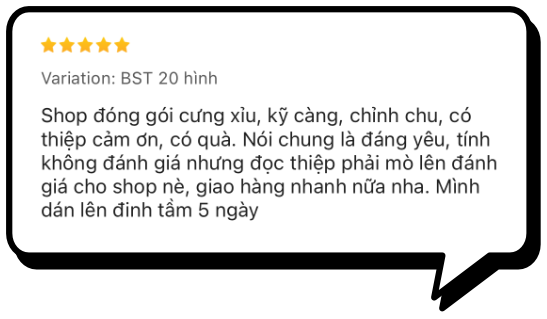 Variation: BST 20 hình
Shop đóng gói cưng xỉu, kỹ càng, chỉnh chu, có
thiệp cảm ơn, có quà. Nói chung là đáng yêu, tính
không đánh giá nhưng đọc thiệp phải mò lên đánh
giá cho shop nè, giao hàng nhanh nữa nha. Mình
dán lên đinh tầm 5 ngày